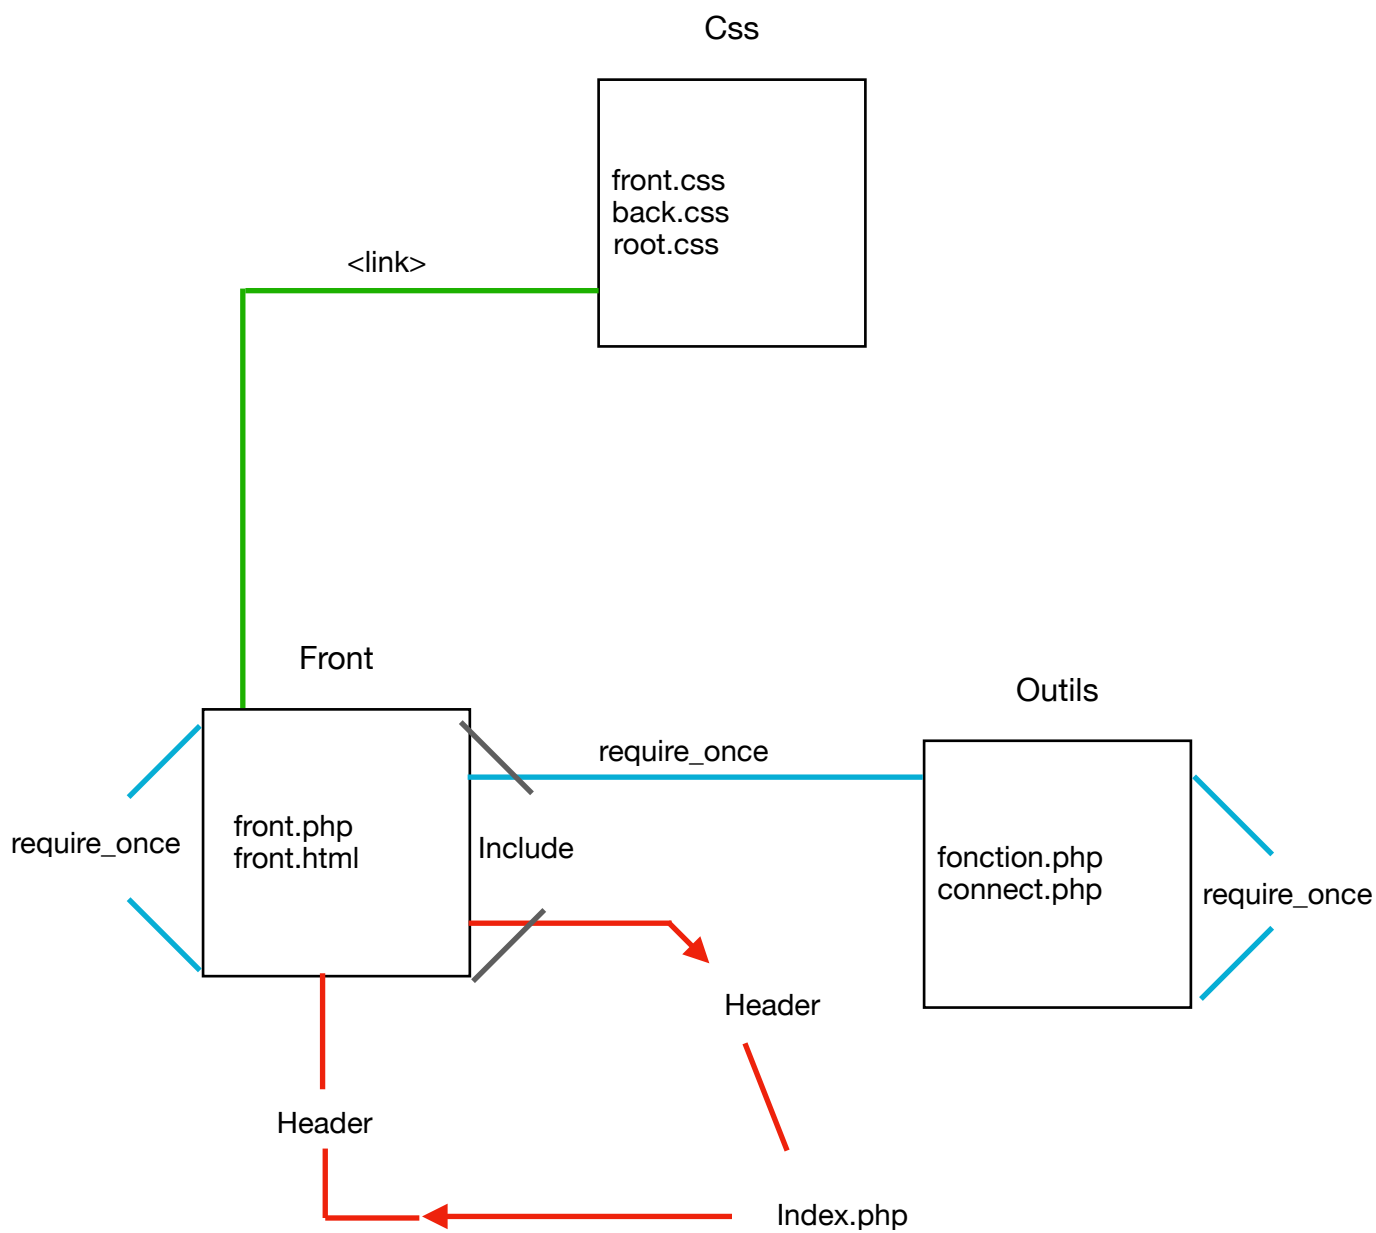 Css
front.css
back.css
root.css
<link>
Front
Outils
require_once
front.php
front.html
require_once
Include
fonction.php
connect.php
require_once
Header
Header
Index.php